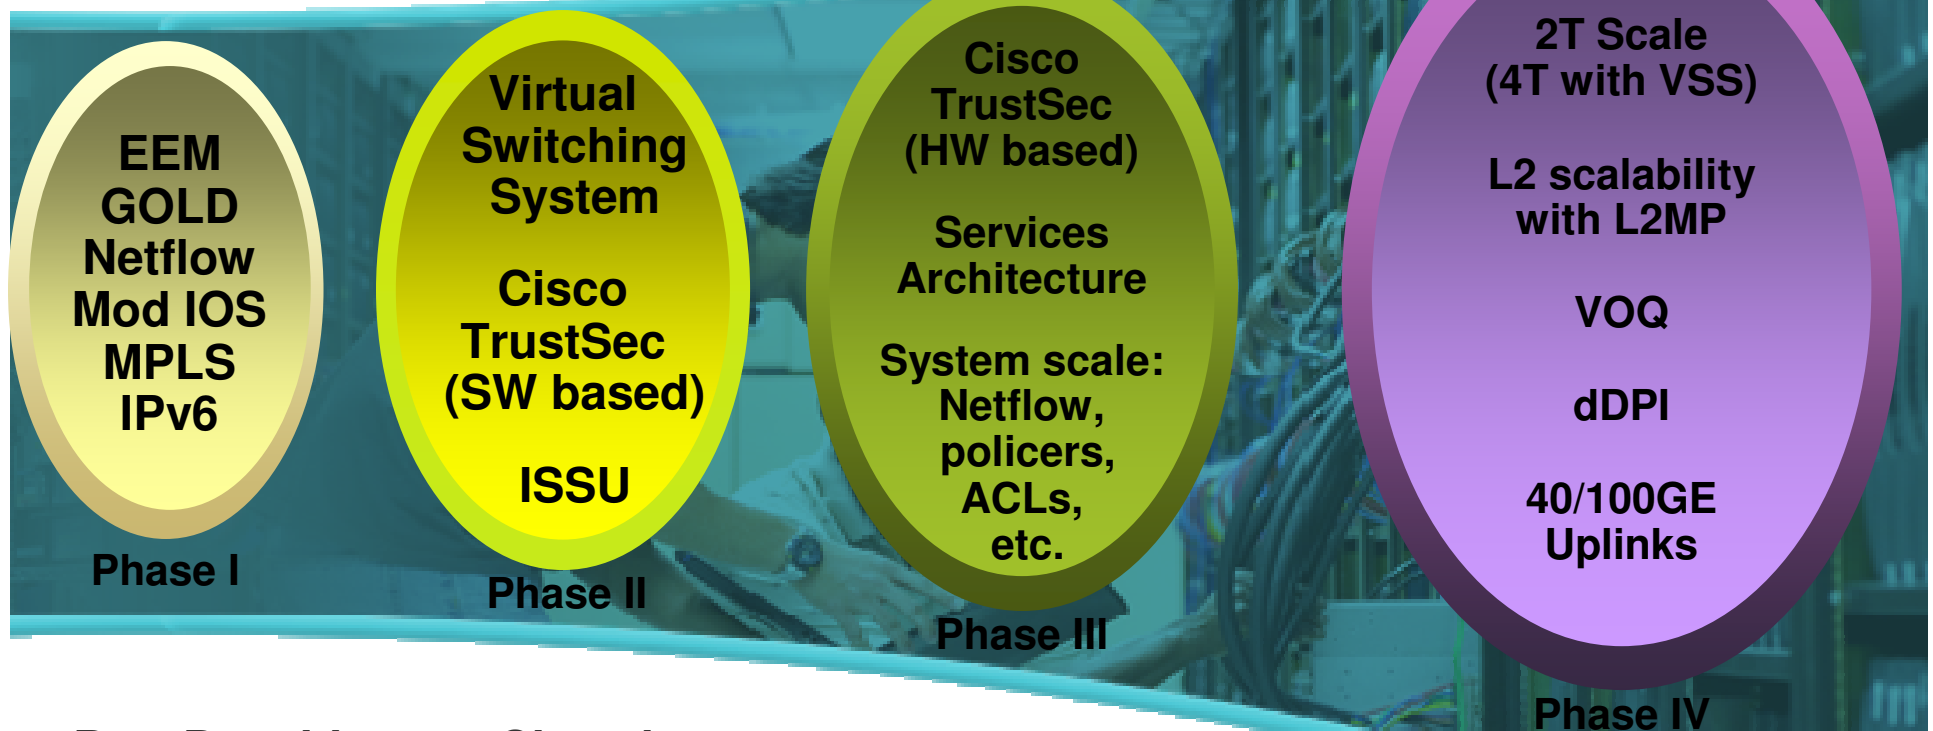 EEM
GOLD
Netflow
Mod IOS
MPLS
IPv6
Phase I
Virtual
Switching
System
Cisco
TrustSec
(SW based)
ISSU
Phase II
Cisco
TrustSec
(HW based)
Services
Architecture
System scale:
Netflow,
policers,
ACLs,
etc.
Phase III
2T Scale
(4T with VSS)
L2 scalability
with L2MP
VOQ
dDPI
40/100GE
Uplinks
Phase IV